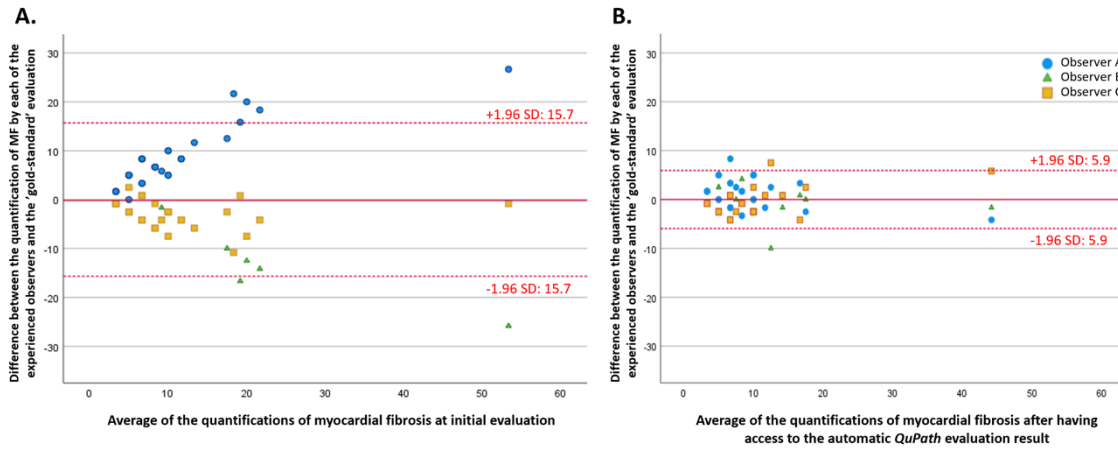 A.
Difference between the quantification of MF by each of the
experienced observers and the 'gold-standard' evaluation
30
20
10
0
-10
-20
-30
+1.96 SD: 15.7
-1.96 SD: 15.7
0 10 20 30 40 50 60
Average of the quantifications of myocardial fibrosis at initial evaluation
B.
Difference between the quantification of MF by each of the
experienced observers and the 'gold-standard' evaluation
30
20
10
0
-10
-20
-30
Observer A
Observer
Observer
+1.96 SD: 5.9
-1.96 SD: 5.9
0 10 20 30 40 50 60
Average of the quantifications of myocardial fibrosis after having
access to the automatic QuPath evaluation result